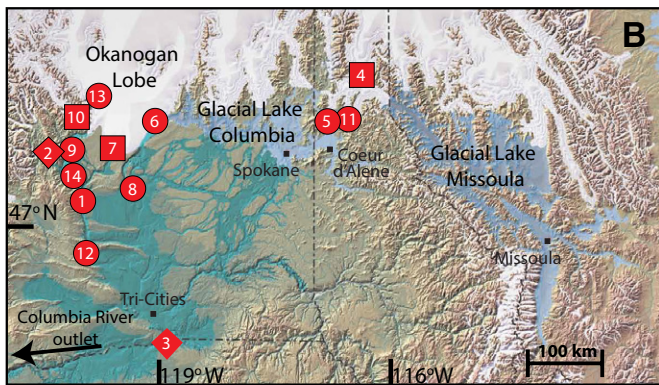 B
Okanogan
Lobe
13
4
10
6
Glacial Lake
Columbia
5
11
2
9
7
Spokane
Coeur
d'Alene
Glacial Lake
Missoula
14
8
1
47° N
12
Missoula
Tri-Cities
Columbia River
outlet
3
119° W
116° W
100 km